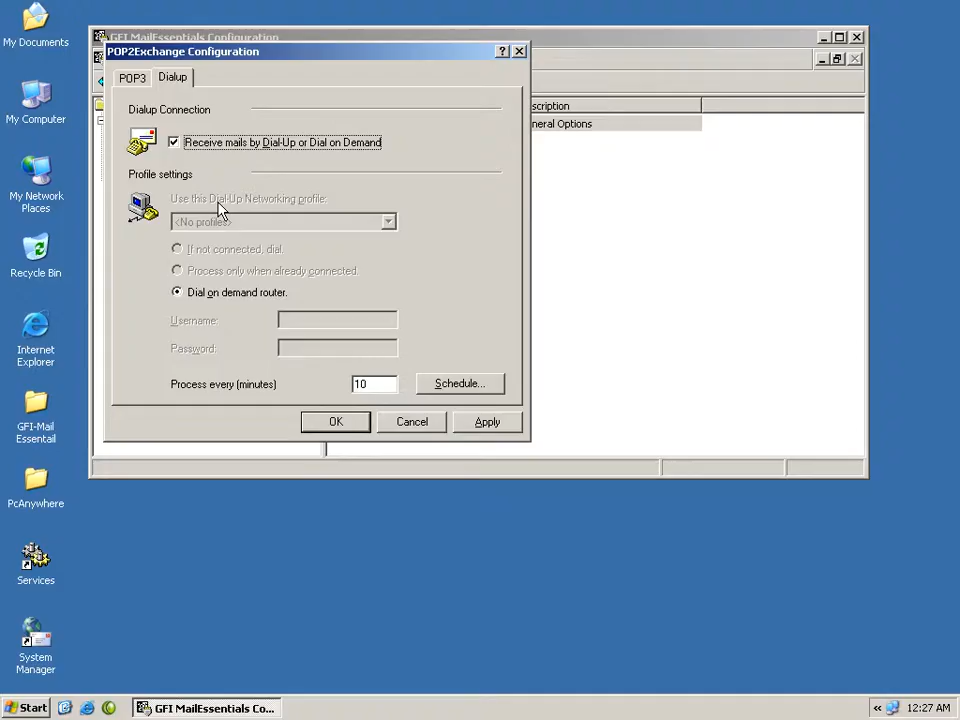 My Documents
My Computer
My Network
Places
Recycle Bin
Internet
Explorer
GFI-Mail
Essentail
PcAnywhere
Services
System
Manager
GFI MailEssentials Configuration
POP2Exchange Configuration
POP3
Dialup
scription
neral Options
Dialup Connection
Receive mails by Dial-Up or Dial on Demand
Profile settings
Use this Dial-Up Networking profile:
<No profiles>
If not connected, dial.
Process only when already connected.
Dial on demand router.
Username:
Password:
Process every (minutes)
10
Schedule...
OK
Cancel
Apply
Start
GFI MailEssentials Co...
12:27 AM